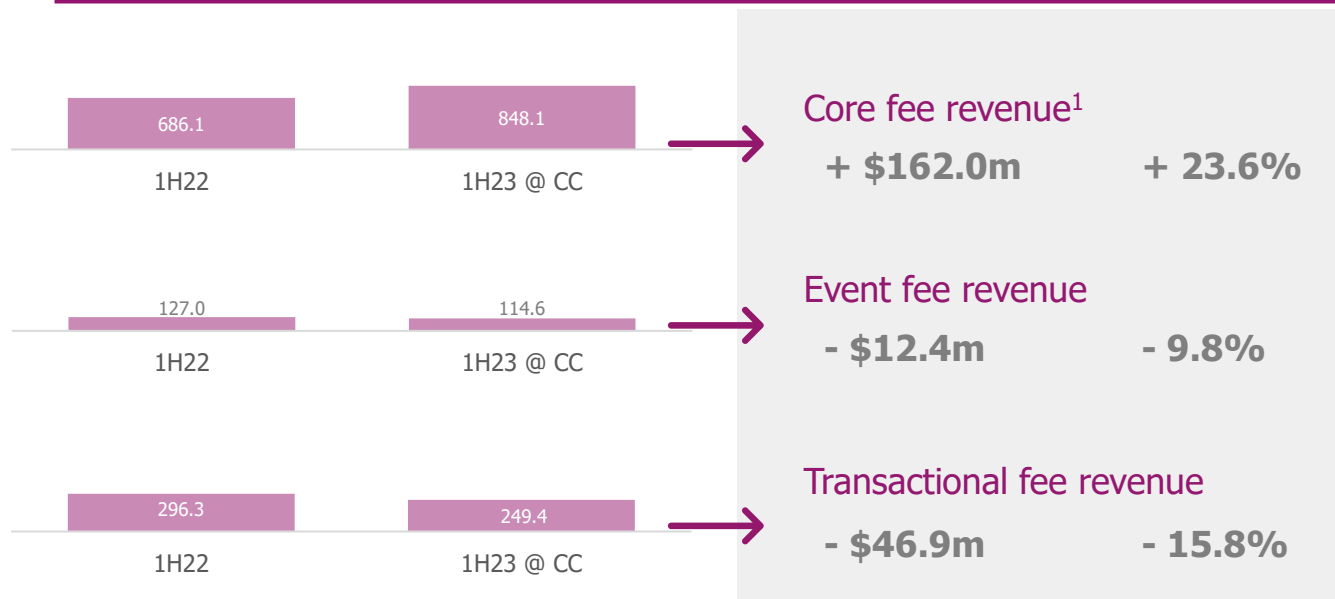 686.1 848.1
1H22 1H23 @ CC
Core fee revenue1
+ $162.0m + 23.6%
127.0 114.6
1H22 1H23 @ CC
Event fee revenue
- $12.4m - 9.8%
296.3 249.4
1H22 1H23 @ CC
Transactional fee revenue
- $46.9m - 15.8%